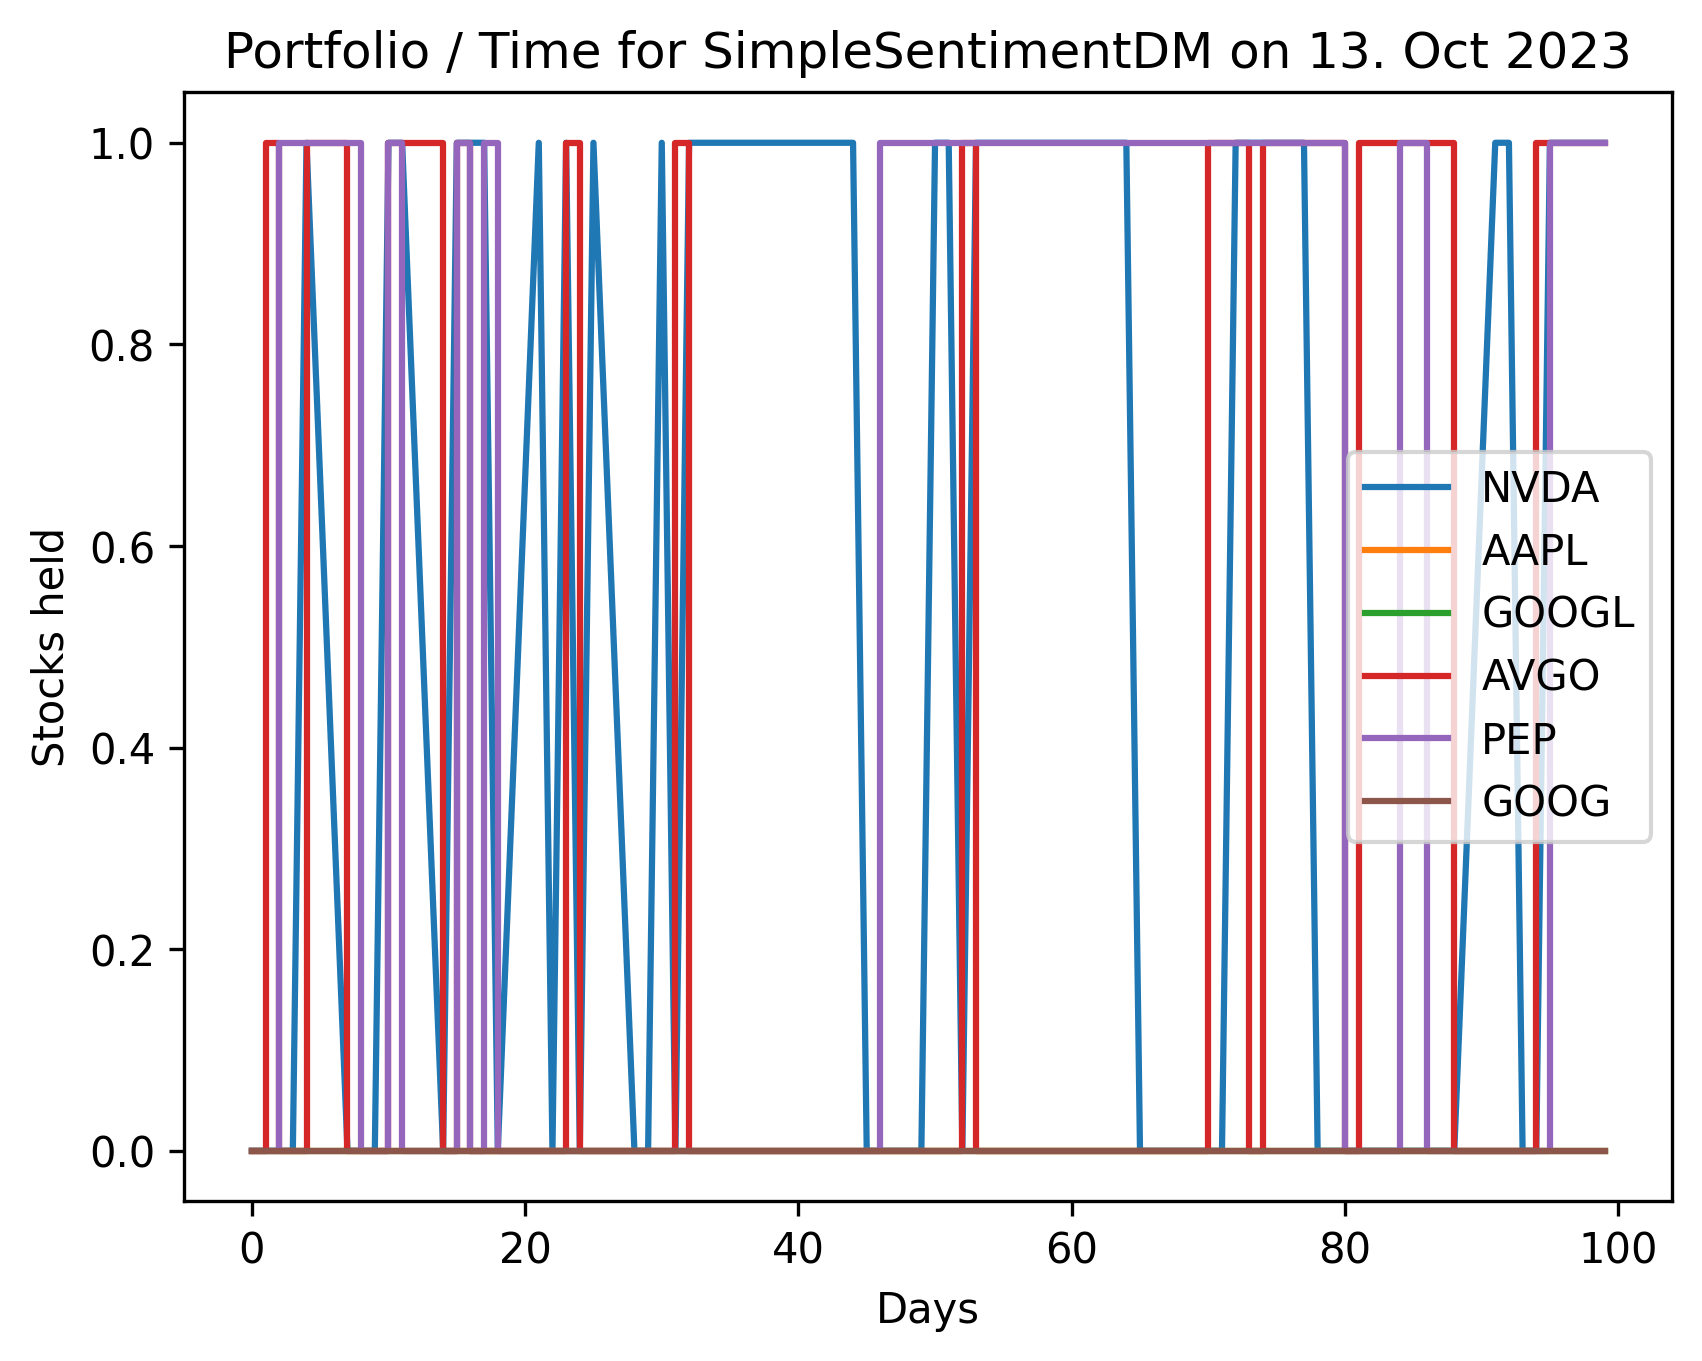 Portfolio / Time for SimpleSentimentDM on 13. Oct 2023
1.0
0.8
0.6
0.4
0.2
0.0
Stocks held
NVDA
AAPL
GOOGL
AVGO
PEP
GOOG
0 20 40 60 80 100
Days